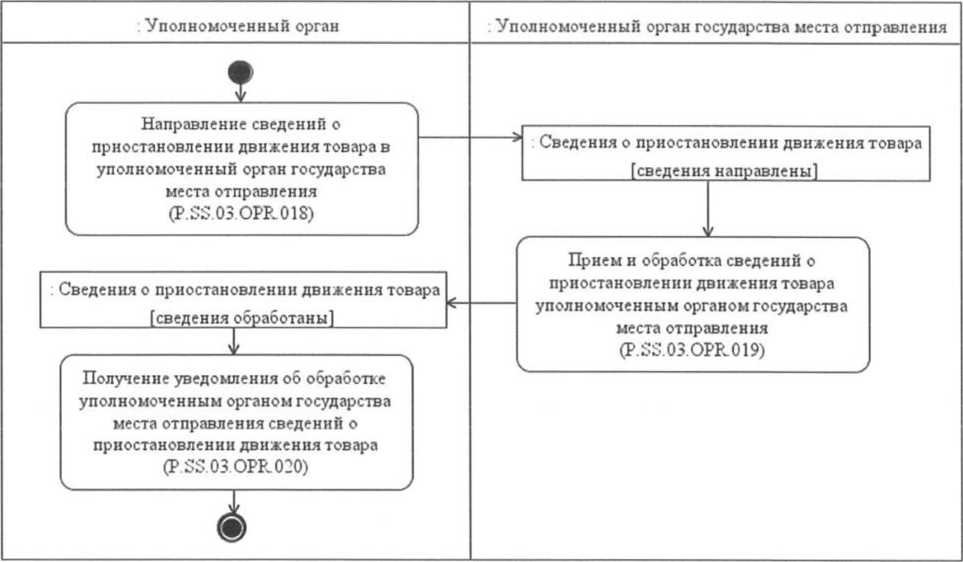 : Уполномоченный орган
: Уполномоченный орган государства места отправления
Направление сведений о
приостановлении движения товара в
уполномоченный орган государства
места отправления
(P.SS.03.OPR.018)
: Сведения о приостановлении движения товара
[сведения направлены]
Прием и обработка сведений о
приостановлении движения товара
уполномоченным органом государства
места отправления
(P.SS.03.OPR.019)
: Сведения о приостановлении движения товара
[сведения обработаны]
Получение уведомления об обработке
уполномоченным органом государства
места отправления сведений о
приостановлении движения товара
(P.SS.03.OPR.020)